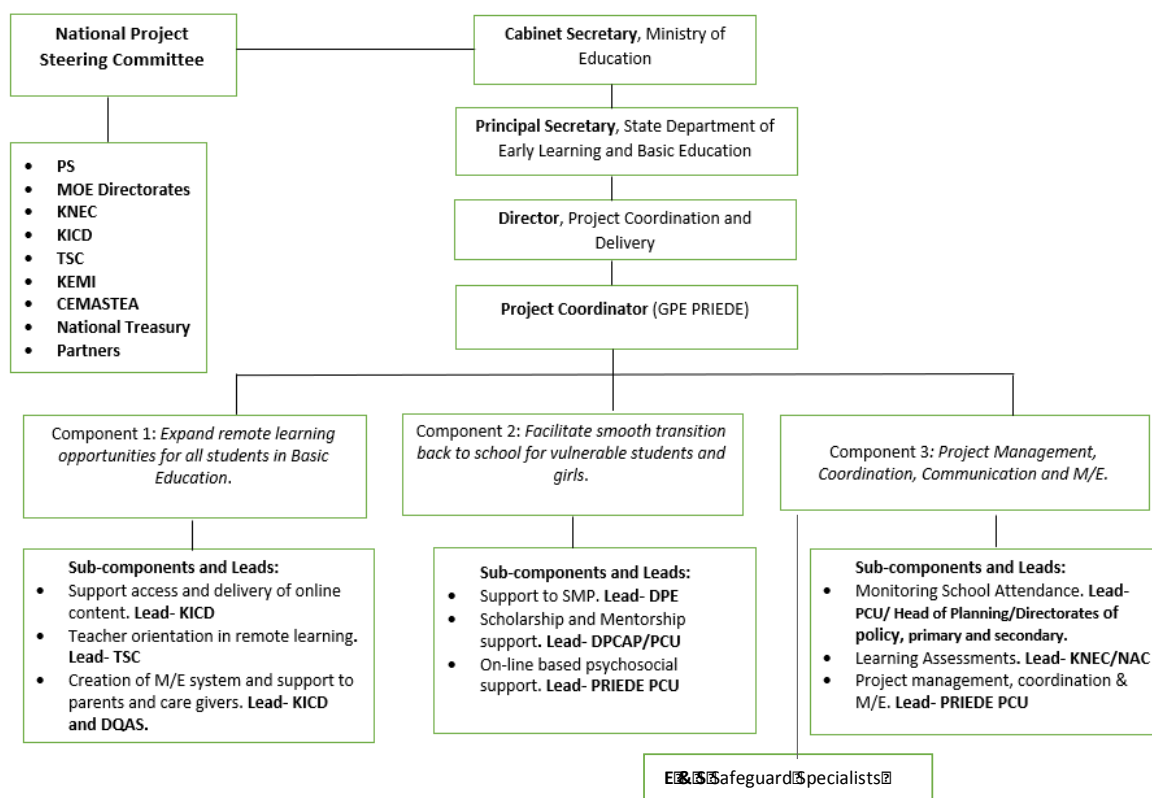 National Project
Steering Committee
Cabinet Secretary, Ministry of
Education
Principal Secretary, State Department of
Early Learning and Basic Education
• PS
• MOE Directorates
• KNEC
• KICD
• TSC
• KEMI
• CEMASTEA
• National Treasury
• Partners
Director, Project Coordination and
Delivery
Project Coordinator (GPE PRIEDE)
Component 1: Expand remote learning
opportunities for all students in Basic
Education.
Component 2: Facilitate smooth transition
back to school for vulnerable students and
girls.
Component 3: Project Management,
Coordination, Communication and M/E.
Sub-components and Leads:
• Support access and delivery of online
content. Lead- KICD
• Teacher orientation in remote learning.
Lead- TSC
• Creation of M/E system and support to
parents and care givers. Lead- KICD
and DQAS.
Sub-components and Leads:
• Support to SMP. Lead- DPE
• Scholarship and Mentorship
support. Lead- DPCAP/PCU
• On-line based psychosocial
support. Lead- PRIEDE PCU
Sub-components and Leads:
• Monitoring School Attendance. Lead-
PCU/ Head of Planning/Directorates of
policy, primary and secondary.
• Learning Assessments. Lead- KNEC/NAC
• Project management, coordination &
M/E. Lead- PRIEDE PCU
E & S Safeguard Specialists